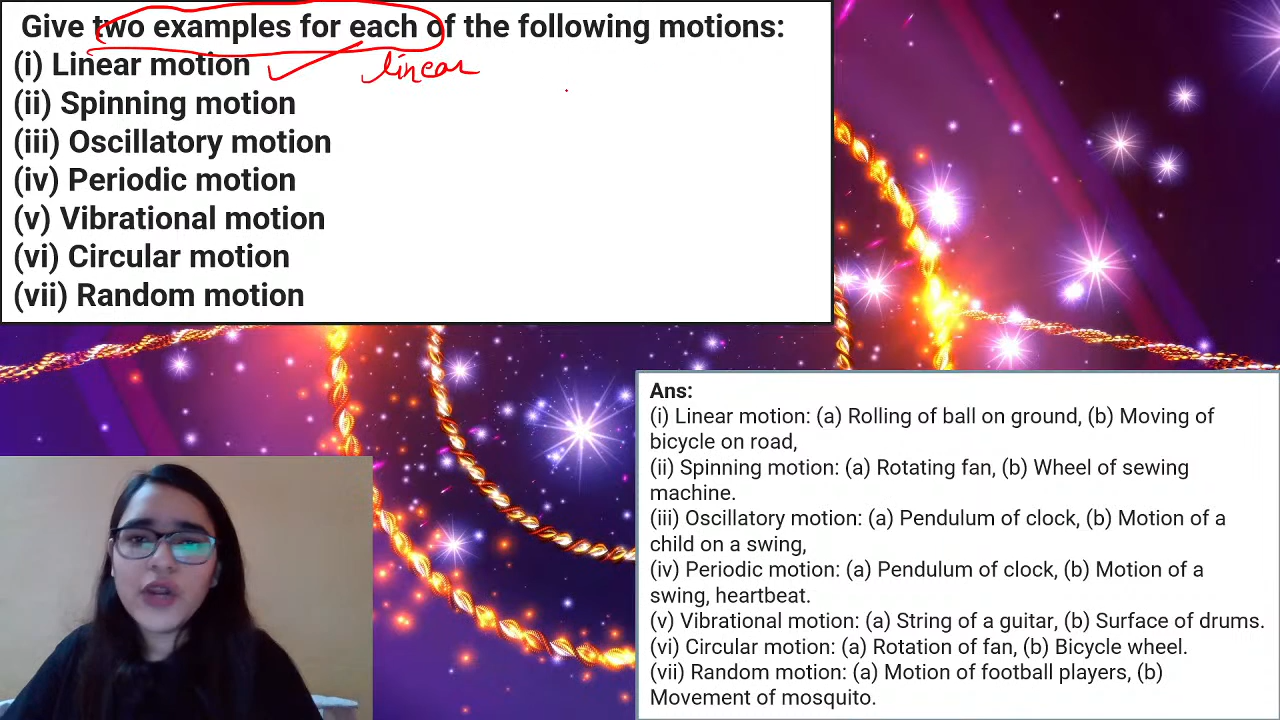 Give two examples for each of the following motions:
(i) Linear motion linear
(ii) Spinning motion
(iii) Oscillatory motion
(iv) Periodic motion
(v) Vibrational motion
(vi) Circular motion
(vii) Random motion
Ans:
(i) Linear motion: (a) Rolling of ball on ground, (b) Moving of
bicycle on road,
(ii) Spinning motion: (a) Rotating fan, (b) Wheel of sewing
machine.
(iii) Oscillatory motion: (a) Pendulum of clock, (b) Motion of a
child on a swing,
(iv) Periodic motion: (a) Pendulum of clock, (b) Motion of a
swing, heartbeat.
(v) Vibrational motion: (a) String of a guitar, (b) Surface of drums.
(vi) Circular motion: (a) Rotation of fan, (b) Bicycle wheel.
(vii) Random motion: (a) Motion of football players, (b)
Movement of mosquito.